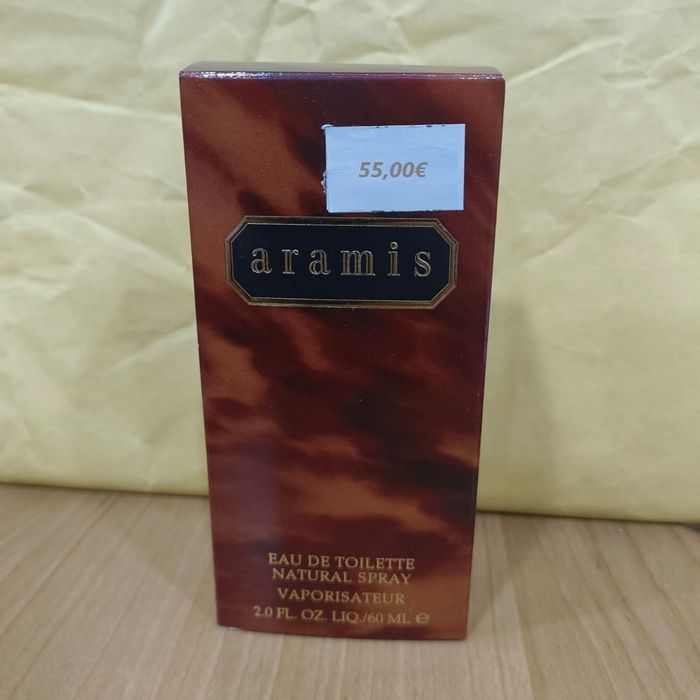 55,00€
aramis
EAU DE TOILETTE
NATURAL SPRAY
VAPORISATEUR
2.0 FL. OZ. LIQ./60 ML ℮